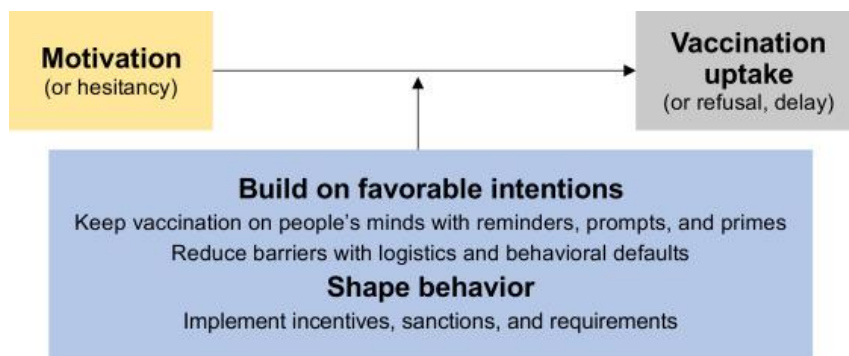 Motivation
(or hesitancy)
Vaccination
uptake
(or refusal, delay)
Build on favorable intentions
Keep vaccination on people’s minds with reminders, prompts, and primes
Reduce barriers with logistics and behavioral defaults
Shape behavior
Implement incentives, sanctions, and requirements